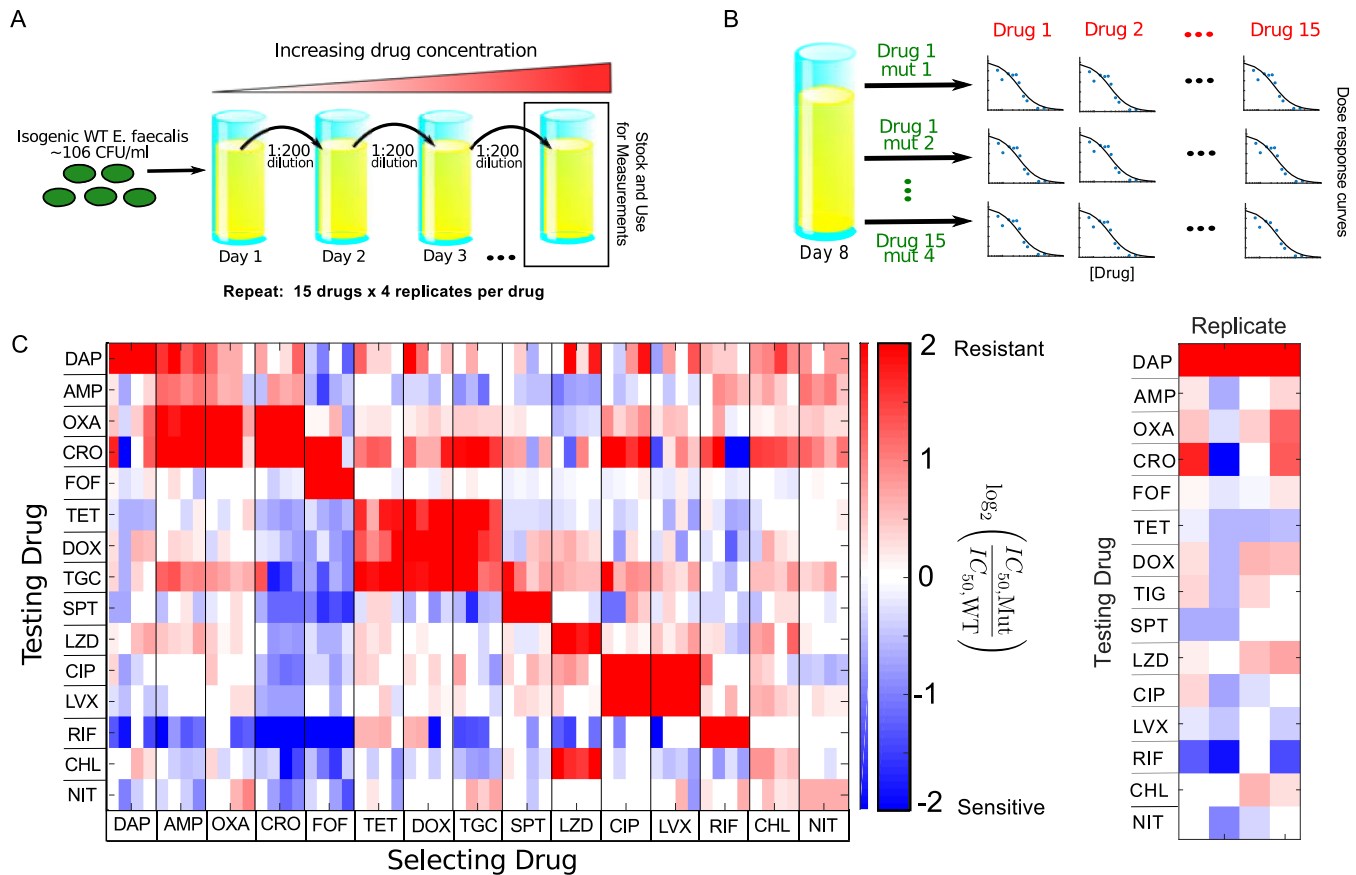 A
Increasing drug concentration
Isogenic WT E. faecalis
~106 CFU/ml
1:200
dilution
1:200
dilution
1:200
dilution
Stock and Use
for Measurements
Day 1
Day 2
Day 3
Repeat: 15 drugs x 4 replicates per drug
B
Drug 1
mut 1
Drug 1
mut 2
Drug 15
mut 4
Day 8
Drug 1
Drug 2
Drug 15
[Drug]
Dose response curves
C
Testing Drug
DAP
AMP
OXA
CRO
FOF
TET
DOX
TGC
SPT
LZD
CIP
LVX
RIF
CHL
NIT
DAP AMP OXA CRO FOF TET DOX TGC SPT LZD CIP LVX RIF CHL NIT
Selecting Drug
2
1
0
-1
-2
Resistant
Sensitive
log2 (IC50,Mut / IC50,WT)
Replicate
Testing Drug
DAP
AMP
OXA
CRO
FOF
TET
DOX
TIG
SPT
LZD
CIP
LVX
RIF
CHL
NIT